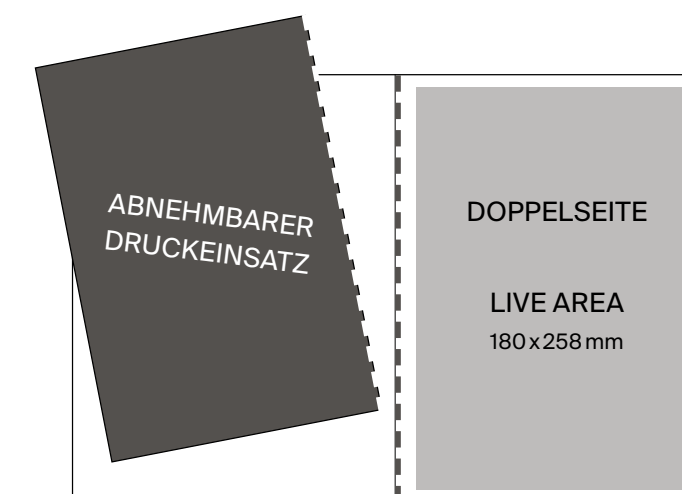 ABNEHMBARER
DRUCKEINSATZ
DOPPELSEITE
LIVE AREA
180 x 258 mm